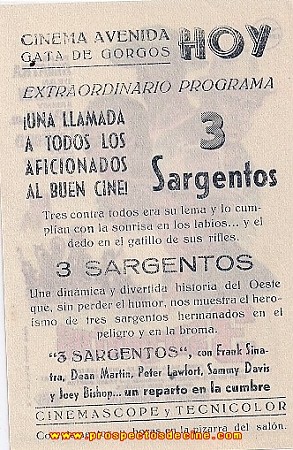 CINEMA AVENIDA
GATA DE GORGOS
HOY
EXTRAORDINARIO PROGRAMA
¡UNA LLAMADA
A TODOS LOS
AFICIONADOS
AL BUEN CINE!
3
Sargentos
Tres contra todos era su lema y lo cum-
plían con la sonrisa en los labios... y el
dedo en el gatillo de sus rifles.
3 SARGENTOS
Una dinámica y divertida historia del Oeste
que, sin perder el humor, nos muestra el hero-
ísmo de tres sargentos hermanados en el
peligro y en la broma.
"3 SARGENTOS", con Frank Sina-
tra, Dean Martin, Peter Lawfort, Sammy Davis
y Joey Bishop... un reparto en la cumbre
CINEMASCOPE y TECNICOLOR
horas en la pizarra del salón.
www.prospectosdecine.com